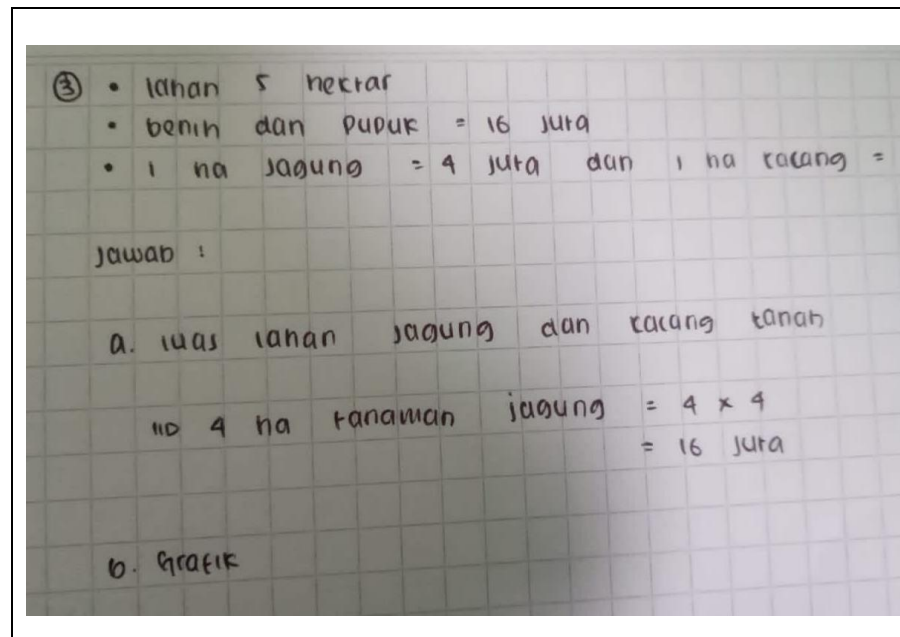 ③ • lahan 5 hektar
• benih dan pupuk = 16 juta
• 1 ha jagung = 4 juta dan 1 ha kacang =
Jawab :
a. luas lahan jagung dan kacang tanah
4 ha tanaman jagung = 4 x 4
= 16 juta
b. Grafik